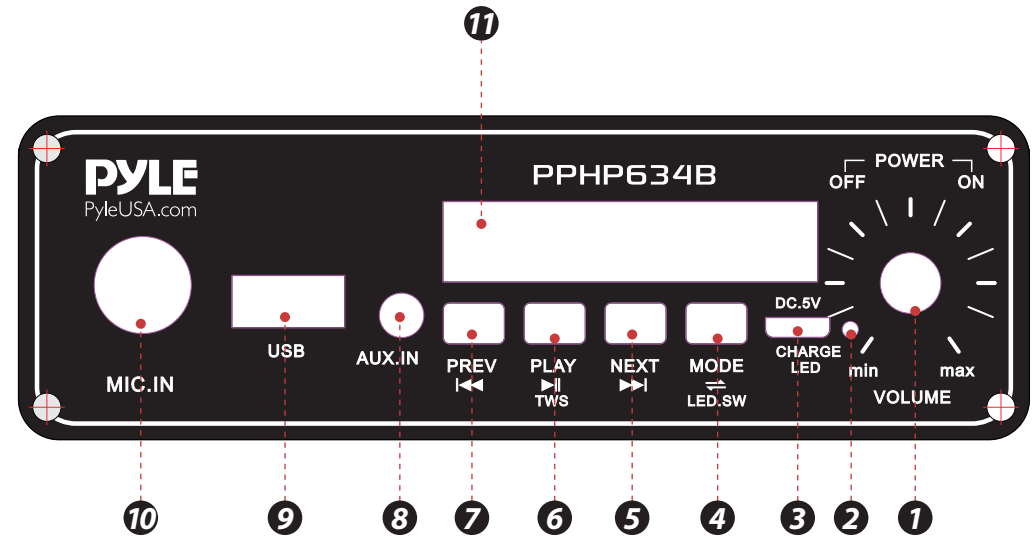 11
PYLE
PyleUSA.com
PPHP634B
POWER
OFF ON
DC.5V
USB
AUX.IN
MIC.IN
PREV
PLAY
TWS
NEXT
MODE
LED.SW
CHARGE
LED
min max
VOLUME
10 9 8 7 6 5 4 3 2 1